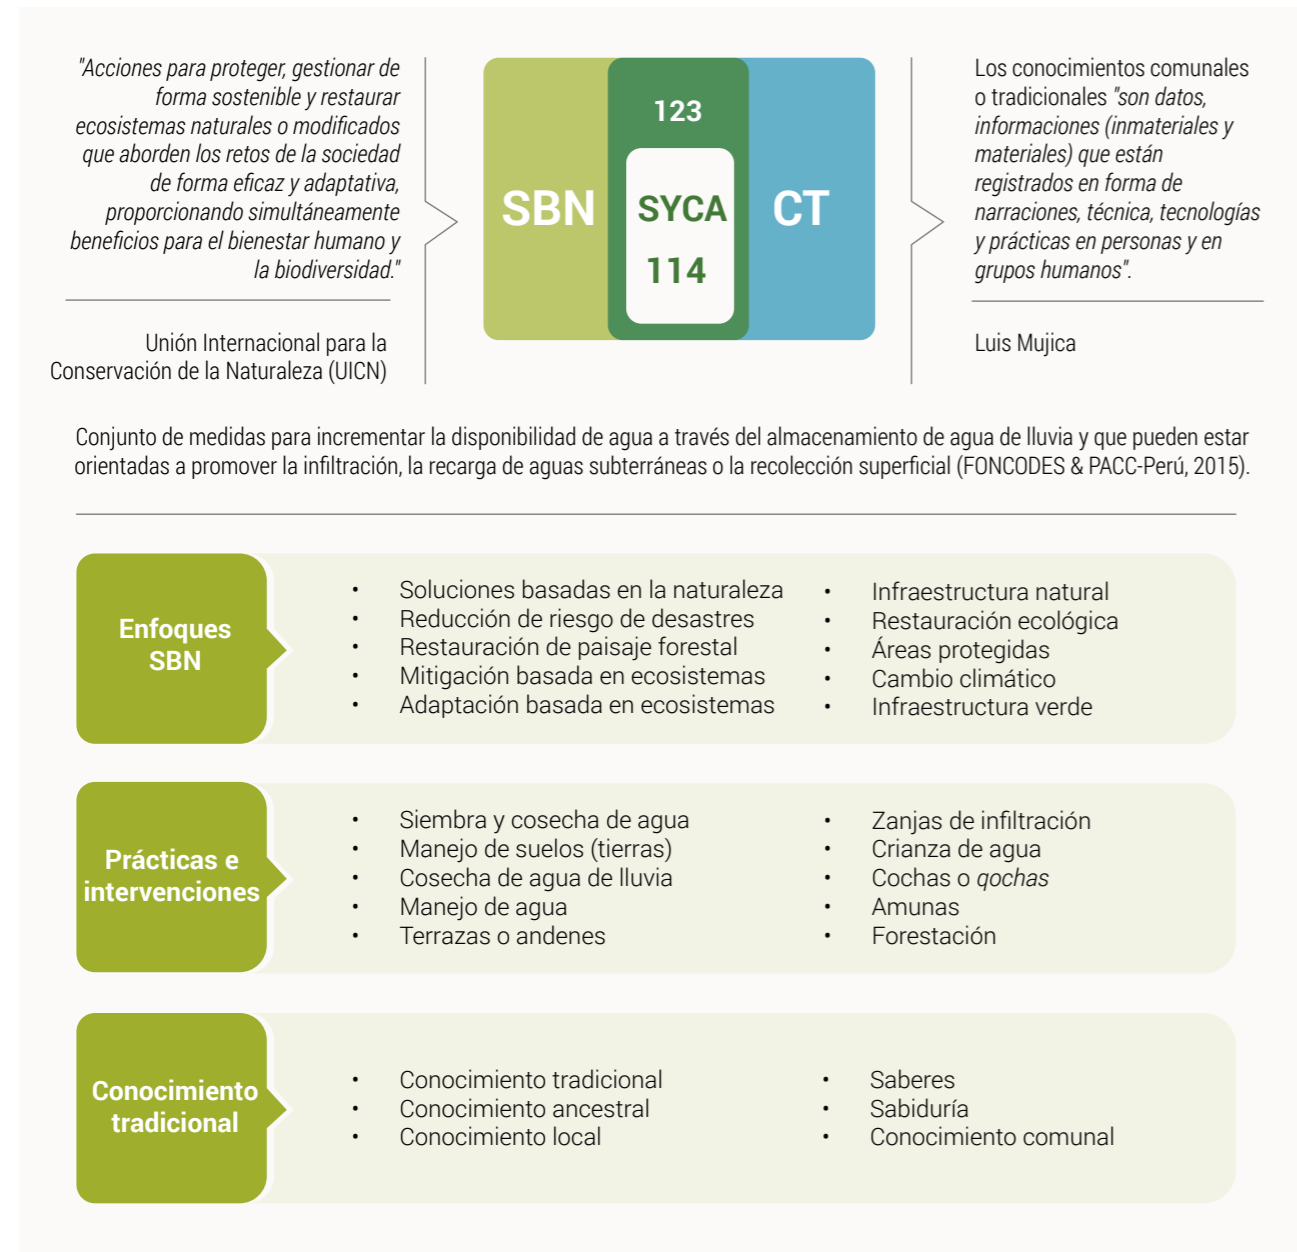 "Acciones para proteger, gestionar de
forma sostenible y restaurar
ecosistemas naturales o modificados
que aborden los retos de la sociedad
de forma eficaz y adaptativa,
proporcionando simultáneamente
beneficios para el bienestar humano y
la biodiversidad."
Unión Internacional para la
Conservación de la Naturaleza (UICN)
SBN
123
SYCA
114
CT
Los conocimientos comunales
o tradicionales "son datos,
informaciones (inmateriales y
materiales) que están
registrados en forma de
narraciones, técnica, tecnologías
y prácticas en personas y en
grupos humanos".
Luis Mujica
Conjunto de medidas para incrementar la disponibilidad de agua a través del almacenamiento de agua de lluvia y que pueden estar
orientadas a promover la infiltración, la recarga de aguas subterráneas o la recolección superficial (FONCODES & PACC-Perú, 2015).
Enfoques
SBN
• Soluciones basadas en la naturaleza
• Reducción de riesgo de desastres
• Restauración de paisaje forestal
• Mitigación basada en ecosistemas
• Adaptación basada en ecosistemas
• Infraestructura natural
• Restauración ecológica
• Áreas protegidas
• Cambio climático
• Infraestructura verde
Prácticas e
intervenciones
• Siembra y cosecha de agua
• Manejo de suelos (tierras)
• Cosecha de agua de lluvia
• Manejo de agua
• Terrazas o andenes
• Zanjas de infiltración
• Crianza de agua
• Cochas o qochas
• Amunas
• Forestación
Conocimiento
tradicional
• Conocimiento tradicional
• Conocimiento ancestral
• Conocimiento local
• Saberes
• Sabiduría
• Conocimiento comunal